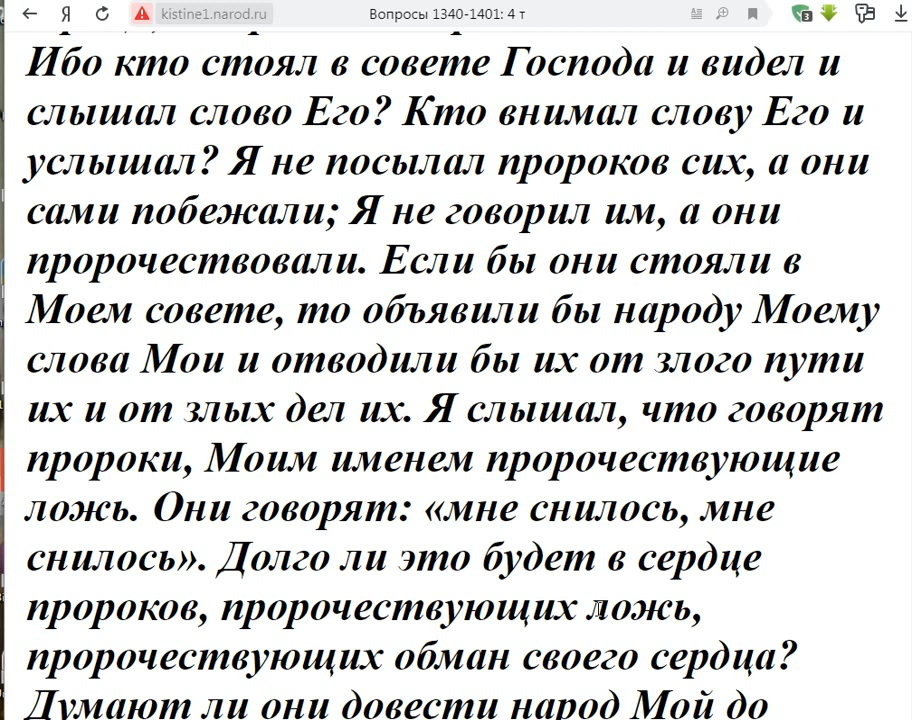 Я
kistine1.narod.ru
Вопросы 1340-1401: 4 т
3
Ибо кто стоял в совете Господа и видел и
слышал слово Его? Кто внимал слову Его и
услышал? Я не посылал пророков сих, а они
сами побежали; Я не говорил им, а они
пророчествовали. Если бы они стояли в
Моем совете, то объявили бы народу Моему
слова Мои и отводили бы их от злого пути
их и от злых дел их. Я слышал, что говорят
пророки, Моим именем пророчествующие
ложь. Они говорят: «мне снилось, мне
снилось». Долго ли это будет в сердце
пророков, пророчествующих ложь,
пророчествующих обман своего сердца?
Думают ли они довести народ Мой до